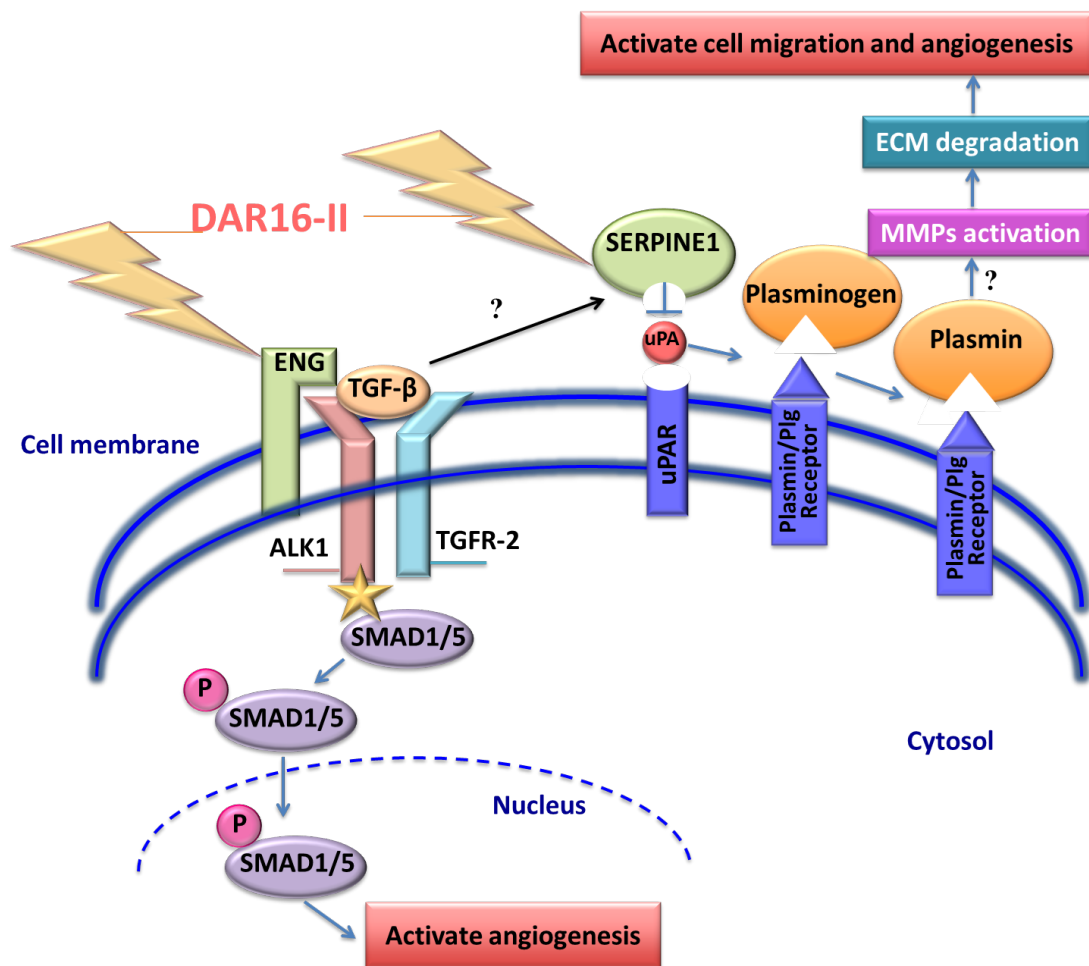 Activate cell migration and angiogenesis
ECM degradation
MMPs activation
?
DAR16-II
SERPINE1
Plasminogen
Plasmin
?
uPA
ENG
TGF-β
Cell membrane
uPAR
Plasmin/Plg
Receptor
Plasmin/Plg
Receptor
ALK1
TGFR-2
SMAD1/5
P
SMAD1/5
Cytosol
Nucleus
P
SMAD1/5
Activate angiogenesis